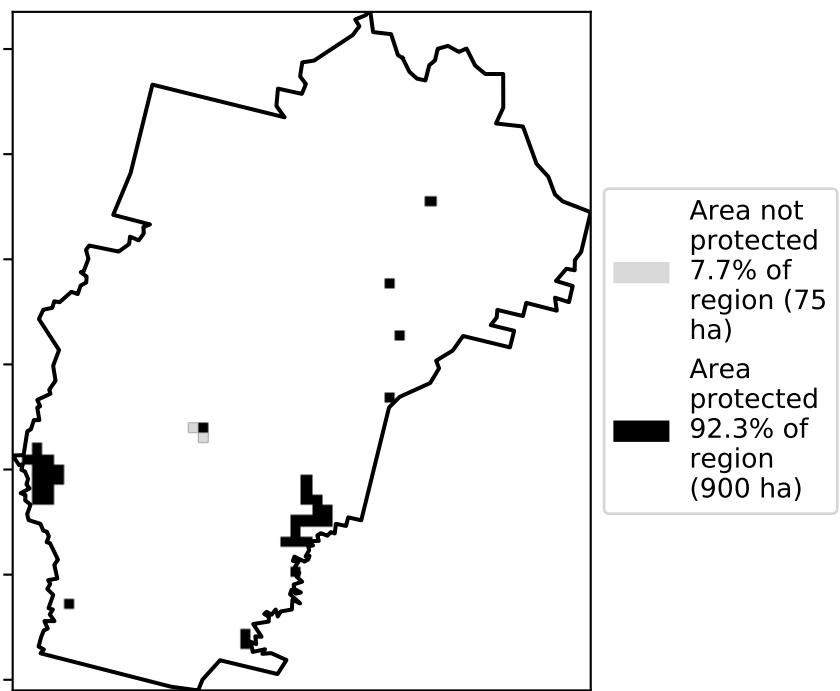 Area not
protected
7.7% of
region (75
ha)
Area
protected
92.3% of
region
(900 ha)